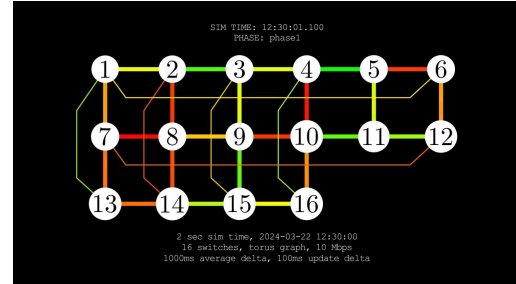 SIM TIME: 12:30:01.100
PHASE: phase1
1 2 3 4 5 6
7 8 9 10 11 12
13 14 15 16
2 sec sim time, 2024-03-22 12:30:00
16 switches, torus graph, 10 Mbps
1000ms average delta, 100ms update delta